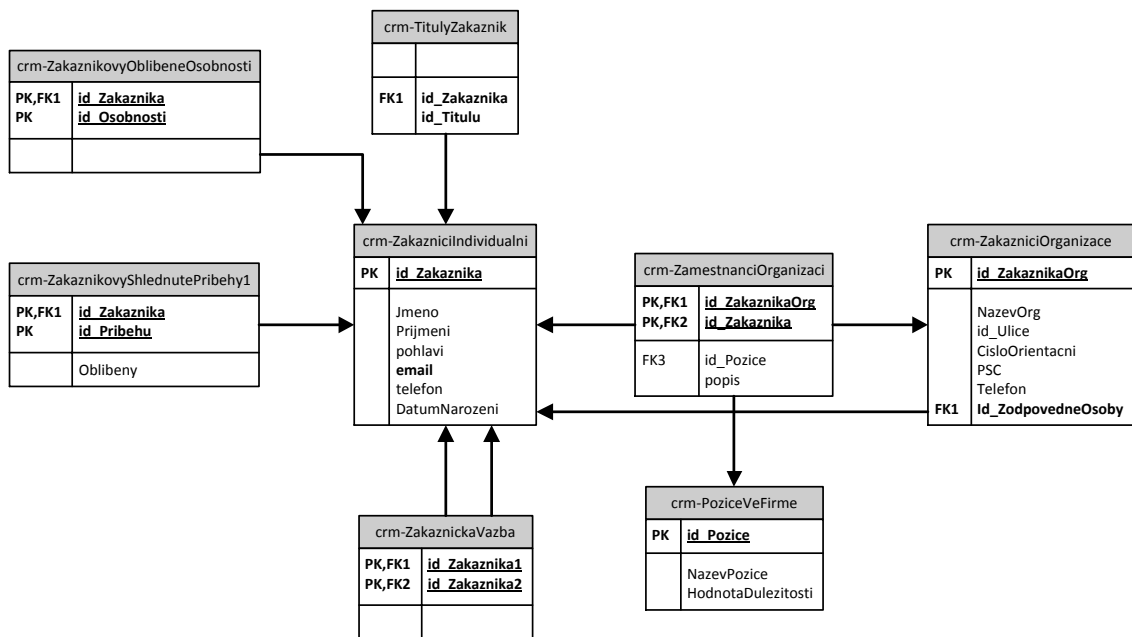 crm-TitulyZakaznik
FK1 id_Zakaznika
id_Titulu
crm-ZakaznikovyOblibeneOsobnosti
PK,FK1 id_Zakaznika
PK id_Osobnosti
crm-ZakazniciIndividualni
PK id_Zakaznika
Jmeno
Prijmeni
pohlavi
email
telefon
DatumNarozeni
crm-ZakazniciOrganizace
PK id_ZakaznikaOrg
NazevOrg
id_Ulice
CisloOrientacni
PSC
Telefon
FK1 Id_ZodpovedneOsoby
crm-ZamestnanciOrganizaci
PK,FK1 id_ZakaznikaOrg
PK,FK2 id_Zakaznika
FK3 id_Pozice
popis
crm-ZakaznikovyShlednutePribehy1
PK,FK1 id_Zakaznika
PK id_Pribehu
Oblibeny
crm-PoziceVeFirme
PK id_Pozice
NazevPozice
HodnotaDulezitosti
crm-ZakaznickaVazba
PK,FK1 id_Zakaznika1
PK,FK2 id_Zakaznika2